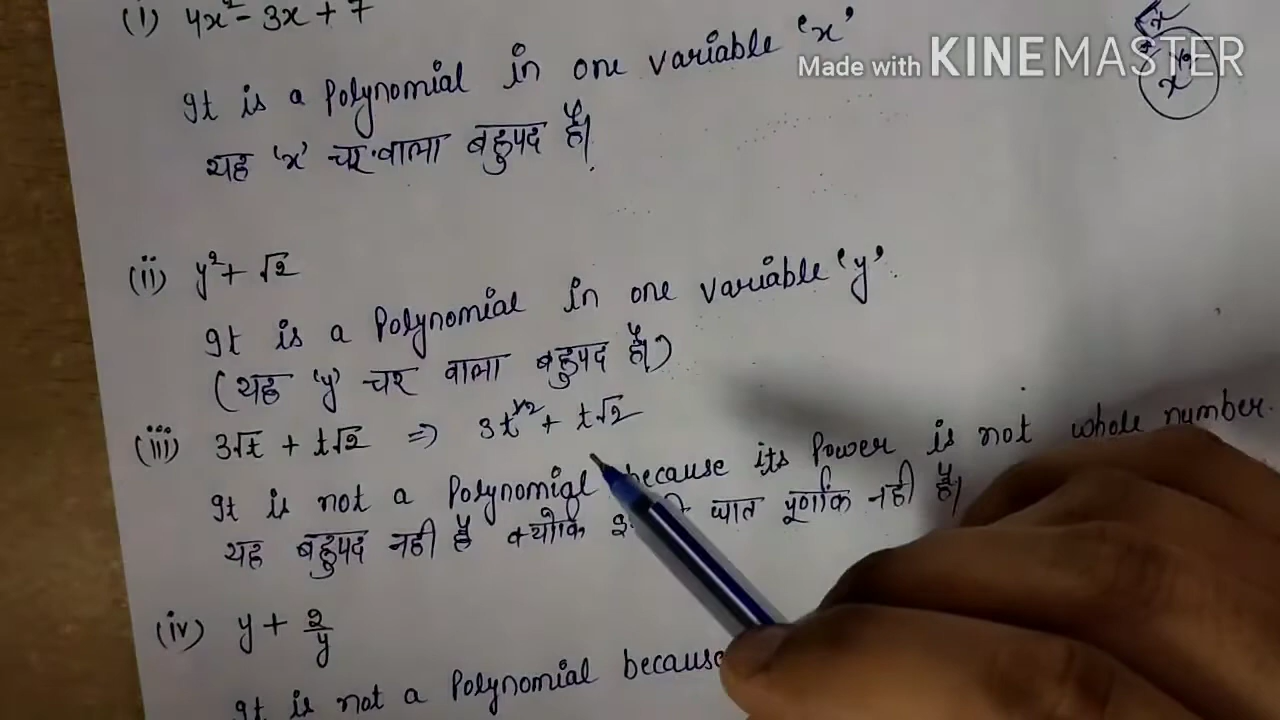 (i) 4x² - 3x + 7
It is a Polynomial in one variable 'x'
यह 'x' चर वाला बहुपद है।
(ii) y² + √2
It is a Polynomial in one variable 'y'.
(यह 'y' चर वाला बहुपद है।)
(iii) 3√t + t√2 ⇒ 3t^1/2 + t√2
It is not a Polynomial because its Power is not whole number.
यह बहुपद नही है क्योकि घात पूर्णांक नही है।
(iv) y + 2/y
It is not a Polynomial because
Made with KINEMASTER